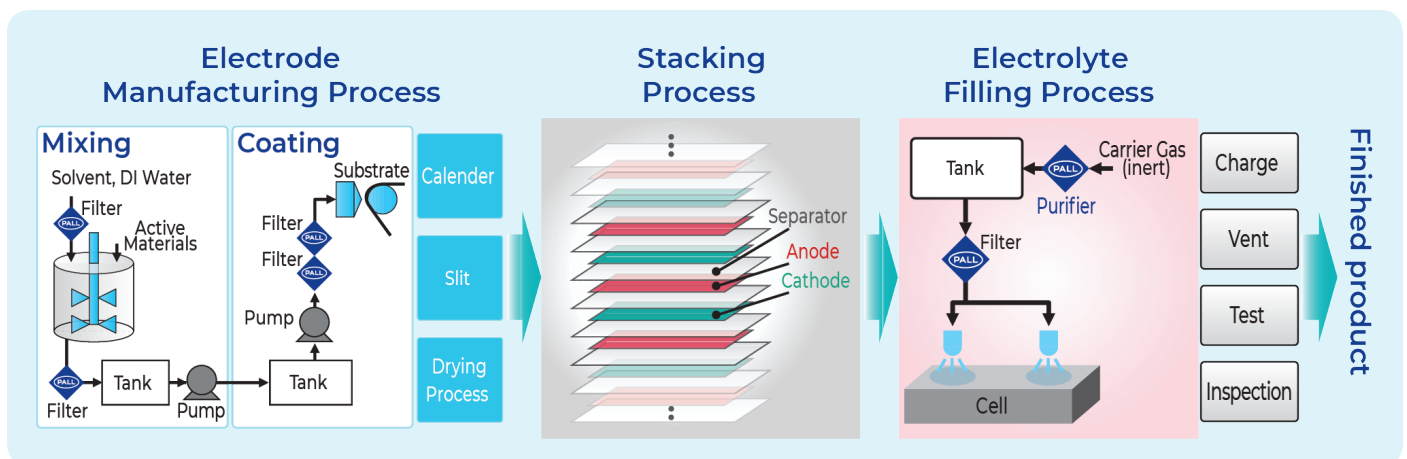 Electrode
Manufacturing Process
Mixing
Solvent, DI Water
Filter
PALL
Active
Materials
PALL
Filter
Tank
Pump
Coating
Substrate
Filter
PALL
Filter
PALL
Pump
Tank
Calender
Slit
Drying
Process
Stacking
Process
Separator
Anode
Cathode
Electrolyte
Filling Process
Tank
PALL
Purifier
Carrier Gas
(inert)
Filter
PALL
Cell
Charge
Vent
Test
Inspection
Finished product